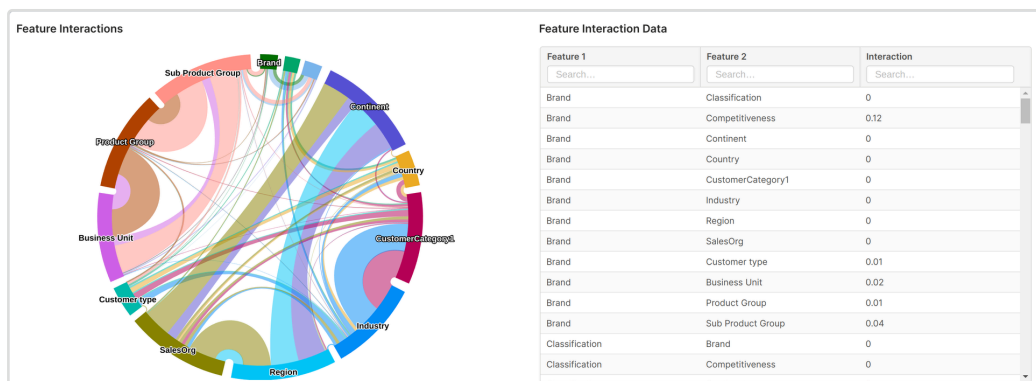 Feature Interactions
Brand
Sub Product Group
Continent
Product Group
Country
Business Unit
CustomerCategory1
Customer type
Industry
SalesOrg
Region
Feature Interaction Data
Feature 1 Feature 2 Interaction
Search... Search... Search...
Brand Classification 0
Brand Competitiveness 0.12
Brand Continent 0
Brand Country 0
Brand CustomerCategory1 0
Brand Industry 0
Brand Region 0
Brand SalesOrg 0
Brand Customer type 0.01
Brand Business Unit 0.02
Brand Product Group 0.01
Brand Sub Product Group 0.04
Classification Brand 0
Classification Competitiveness 0